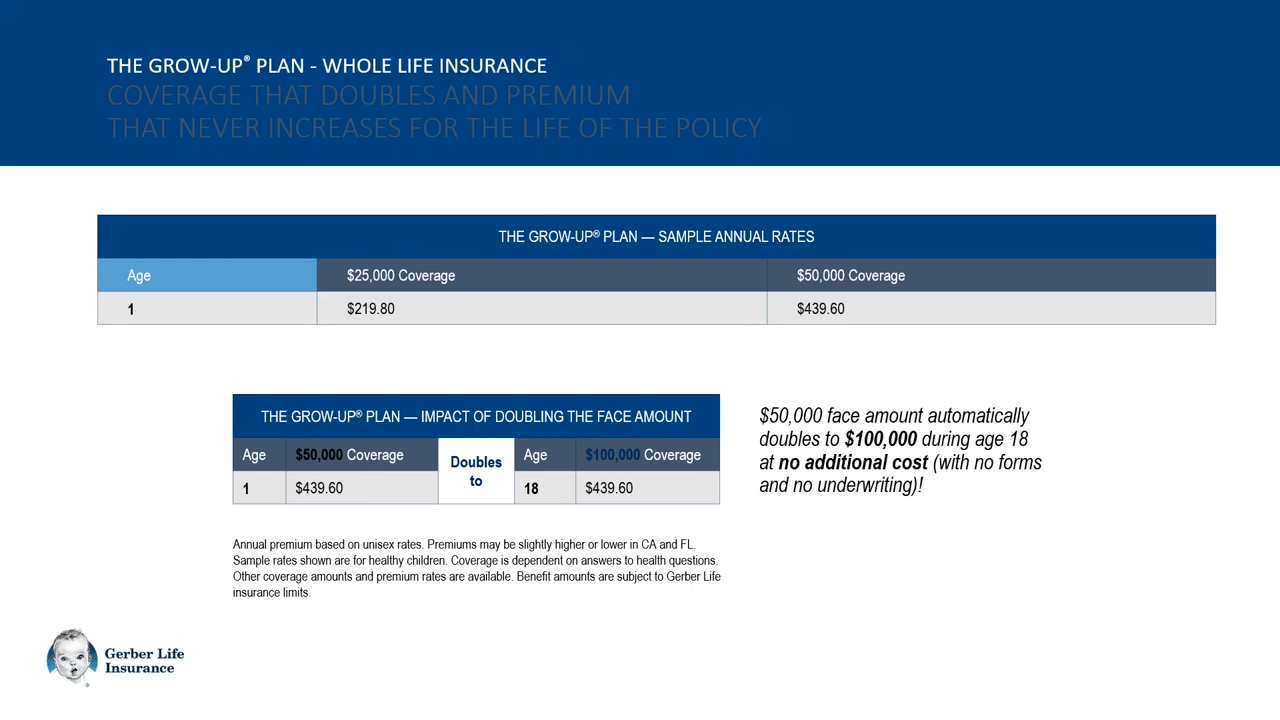 THE GROW-UP® PLAN - WHOLE LIFE INSURANCE
COVERAGE THAT DOUBLES AND PREMIUM
THAT NEVER INCREASES FOR THE LIFE OF THE POLICY
THE GROW-UP® PLAN — SAMPLE ANNUAL RATES
Age $25,000 Coverage $50,000 Coverage
1 $219.80 $439.60
THE GROW-UP® PLAN — IMPACT OF DOUBLING THE FACE AMOUNT
Age $50,000 Coverage Doubles to Age $100,000 Coverage
1 $439.60 18 $439.60
$50,000 face amount automatically
doubles to $100,000 during age 18
at no additional cost (with no forms
and no underwriting)!
Annual premium based on unisex rates. Premiums may be slightly higher or lower in CA and FL.
Sample rates shown are for healthy children. Coverage is dependent on answers to health questions.
Other coverage amounts and premium rates are available. Benefit amounts are subject to Gerber Life
insurance limits.
Gerber Life
Insurance
®